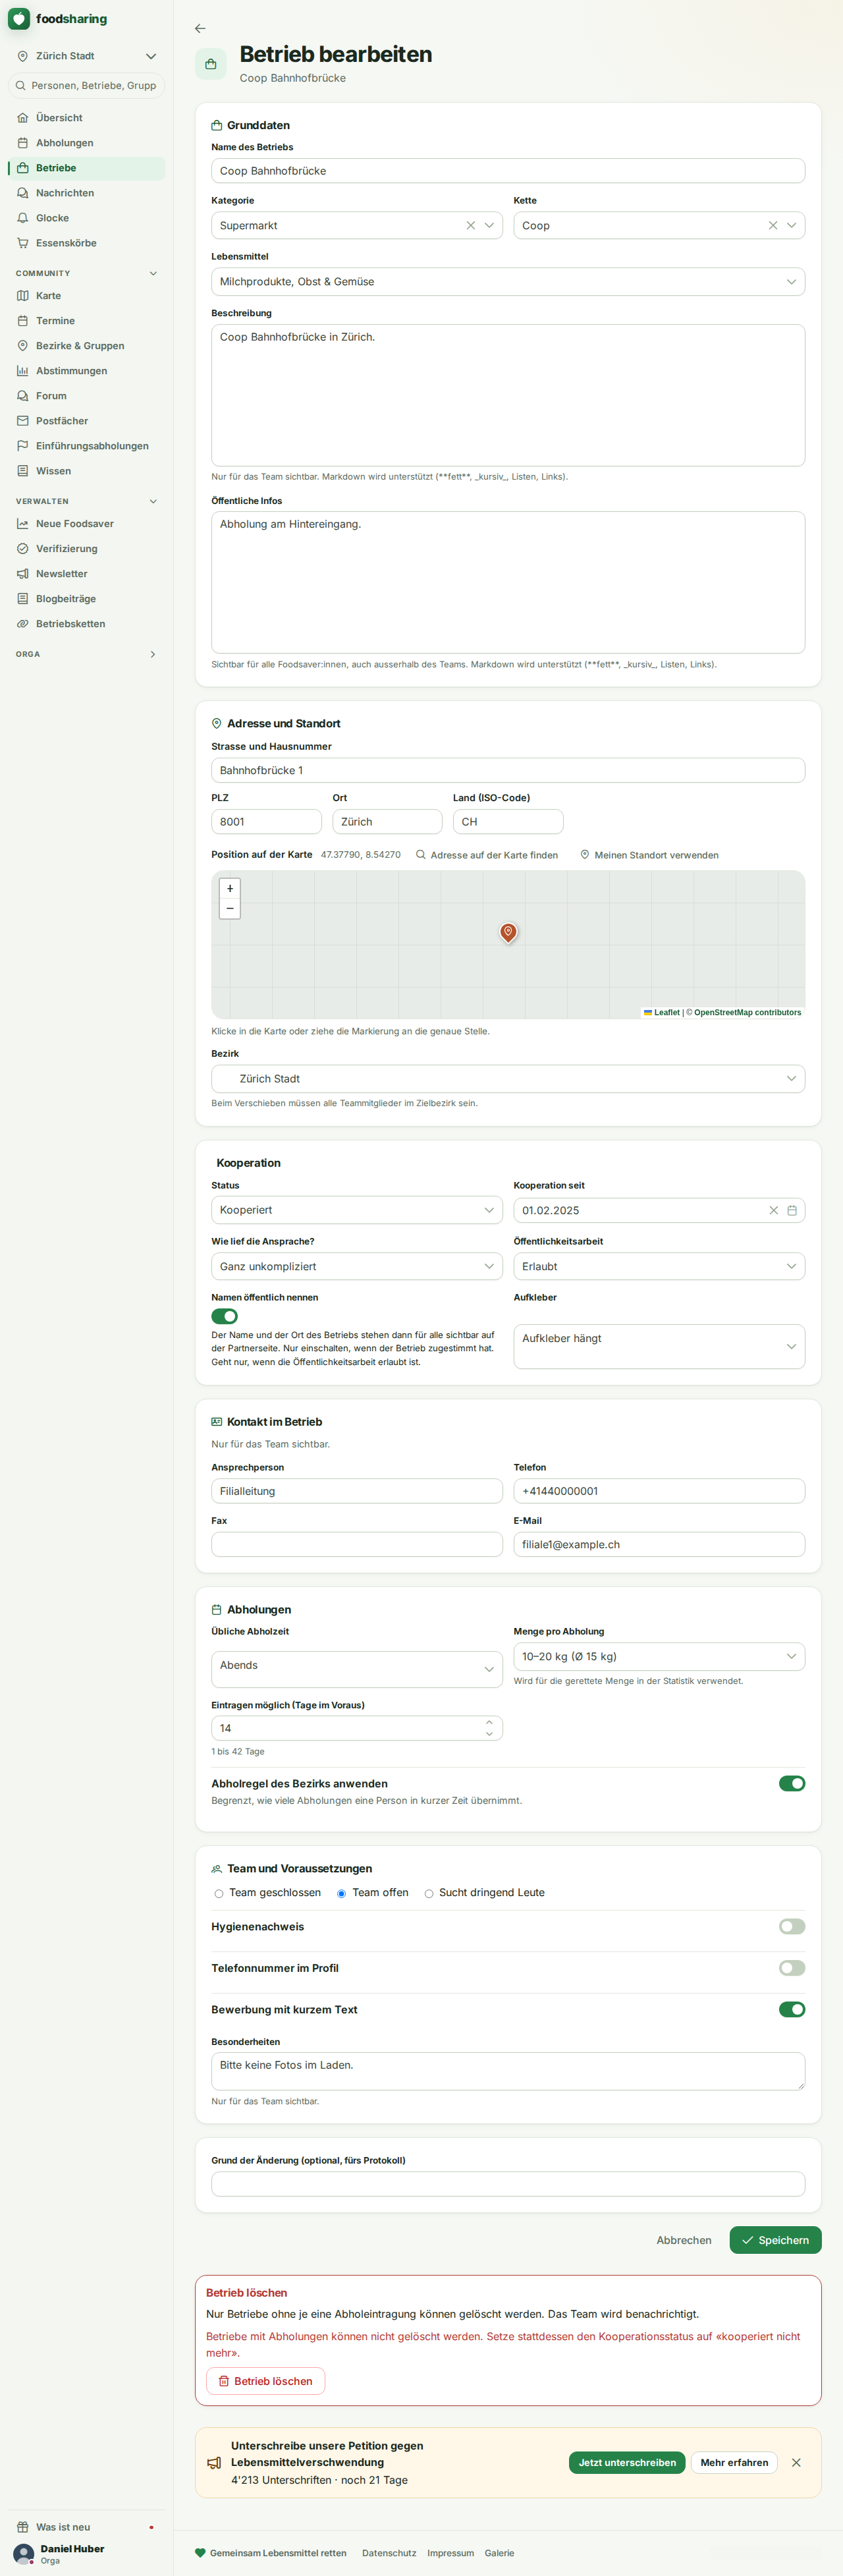 foodsharing
Zürich Stadt
Personen, Betriebe, Grupp
Übersicht
Abholungen
Betriebe
Nachrichten
Glocke
Essenskörbe
COMMUNITY
Karte
Termine
Bezirke & Gruppen
Abstimmungen
Forum
Postfächer
Einführungsabholungen
Wissen
VERWALTEN
Neue Foodsaver
Verifizierung
Newsletter
Blogbeiträge
Betriebsketten
ORGA
Was ist neu
Daniel Huber
Orga
Betrieb bearbeiten
Coop Bahnhofbrücke
Grunddaten
Name des Betriebs
Coop Bahnhofbrücke
Kategorie
Kette
Supermarkt
Coop
Lebensmittel
Milchprodukte, Obst & Gemüse
Beschreibung
Coop Bahnhofbrücke in Zürich.
Nur für das Team sichtbar. Markdown wird unterstützt (**fett**, _kursiv_, Listen, Links).
Öffentliche Infos
Abholung am Hintereingang.
Sichtbar für alle Foodsaver:innen, auch ausserhalb des Teams. Markdown wird unterstützt (**fett**, _kursiv_, Listen, Links).
Adresse und Standort
Strasse und Hausnummer
Bahnhofbrücke 1
PLZ
Ort
Land (ISO-Code)
8001
Zürich
CH
Position auf der Karte 47.37790, 8.54270 Adresse auf der Karte finden Meinen Standort verwenden
+
−
Leaflet | © OpenStreetMap contributors
Klicke in die Karte oder ziehe die Markierung an die genaue Stelle.
Bezirk
Zürich Stadt
Beim Verschieben müssen alle Teammitglieder im Zielbezirk sein.
Kooperation
Status
Kooperation seit
Kooperiert
01.02.2025
Wie lief die Ansprache?
Öffentlichkeitsarbeit
Ganz unkompliziert
Erlaubt
Namen öffentlich nennen
Aufkleber
Der Name und der Ort des Betriebs stehen dann für alle sichtbar auf
der Partnerseite. Nur einschalten, wenn der Betrieb zugestimmt hat.
Geht nur, wenn die Öffentlichkeitsarbeit erlaubt ist.
Aufkleber hängt
Kontakt im Betrieb
Nur für das Team sichtbar.
Ansprechperson
Telefon
Filialleitung
+41440000001
Fax
E-Mail
filiale1@example.ch
Abholungen
Übliche Abholzeit
Menge pro Abholung
Abends
10–20 kg (Ø 15 kg)
Wird für die gerettete Menge in der Statistik verwendet.
Eintragen möglich (Tage im Voraus)
14
1 bis 42 Tage
Abholregel des Bezirks anwenden
Begrenzt, wie viele Abholungen eine Person in kurzer Zeit übernimmt.
Team und Voraussetzungen
Team geschlossen Team offen Sucht dringend Leute
Hygienenachweis
Telefonnummer im Profil
Bewerbung mit kurzem Text
Besonderheiten
Bitte keine Fotos im Laden.
Nur für das Team sichtbar.
Grund der Änderung (optional, fürs Protokoll)
Abbrechen
Speichern
Betrieb löschen
Nur Betriebe ohne je eine Abholeintragung können gelöscht werden. Das Team wird benachrichtigt.
Betriebe mit Abholungen können nicht gelöscht werden. Setze stattdessen den Kooperationsstatus auf «kooperiert nicht
mehr».
Betrieb löschen
Unterschreibe unsere Petition gegen
Lebensmittelverschwendung
4'213 Unterschriften · noch 21 Tage
Jetzt unterschreiben
Mehr erfahren
Gemeinsam Lebensmittel retten Datenschutz Impressum Galerie